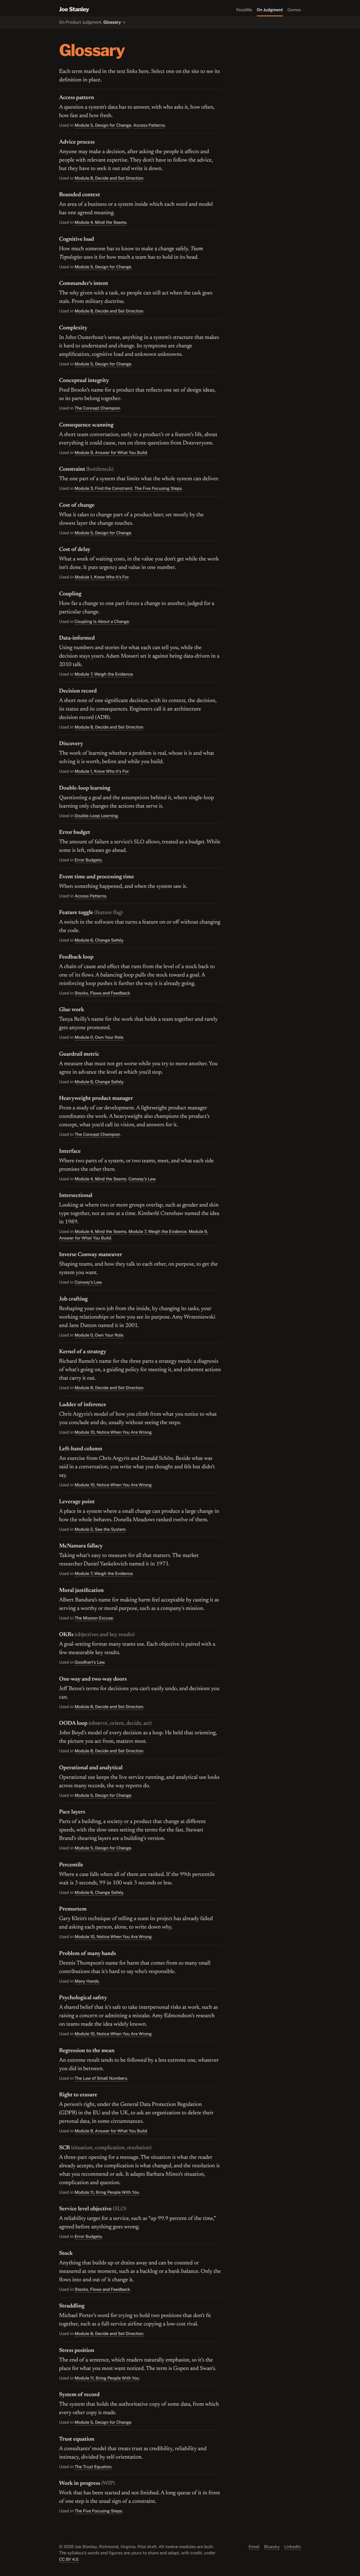 Joe Stanley
ReadMe On Judgment Games
On Product Judgment, Glossary
Glossary
Each term marked in the text links here. Select one on the site to see its
definition in place.
Access pattern
A question a system's data has to answer, with who asks it, how often,
how fast and how fresh.
Used in Module 5, Design for Change, Access Patterns.
Advice process
Anyone may make a decision, after asking the people it affects and
people with relevant expertise. They don't have to follow the advice,
but they have to seek it out and write it down.
Used in Module 8, Decide and Set Direction.
Bounded context
An area of a business or a system inside which each word and model
has one agreed meaning.
Used in Module 4, Mind the Seams.
Cognitive load
How much someone has to know to make a change safely. Team
Topologies uses it for how much a team has to hold in its head.
Used in Module 5, Design for Change.
Commander's intent
The why given with a task, so people can still act when the task goes
stale. From military doctrine.
Used in Module 8, Decide and Set Direction.
Complexity
In John Ousterhout's sense, anything in a system's structure that makes
it hard to understand and change. Its symptoms are change
amplification, cognitive load and unknown unknowns.
Used in Module 5, Design for Change.
Conceptual integrity
Fred Brooks's name for a product that reflects one set of design ideas,
so its parts belong together.
Used in The Concept Champion.
Consequence scanning
A short team conversation, early in a product's or a feature's life, about
everything it could cause, run on three questions from Doteveryone.
Used in Module 9, Answer for What You Build.
Constraint (bottleneck)
The one part of a system that limits what the whole system can deliver.
Used in Module 3, Find the Constraint, The Five Focusing Steps.
Cost of change
What it takes to change part of a product later, set mostly by the
slowest layer the change touches.
Used in Module 5, Design for Change.
Cost of delay
What a week of waiting costs, in the value you don't get while the work
isn't done. It puts urgency and value in one number.
Used in Module 1, Know Who It's For.
Coupling
How far a change to one part forces a change to another, judged for a
particular change.
Used in Coupling Is About a Change.
Data-informed
Using numbers and stories for what each can tell you, while the
decision stays yours. Adam Mosseri set it against being data-driven in a
2010 talk.
Used in Module 7, Weigh the Evidence.
Decision record
A short note of one significant decision, with its context, the decision,
its status and its consequences. Engineers call it an architecture
decision record (ADR).
Used in Module 8, Decide and Set Direction.
Discovery
The work of learning whether a problem is real, whose it is and what
solving it is worth, before and while you build.
Used in Module 1, Know Who It's For.
Double-loop learning
Questioning a goal and the assumptions behind it, where single-loop
learning only changes the actions that serve it.
Used in Double-Loop Learning.
Error budget
The amount of failure a service's SLO allows, treated as a budget. While
some is left, releases go ahead.
Used in Error Budgets.
Event time and processing time
When something happened, and when the system saw it.
Used in Access Patterns.
Feature toggle (feature flag)
A switch in the software that turns a feature on or off without changing
the code.
Used in Module 6, Change Safely.
Feedback loop
A chain of cause and effect that runs from the level of a stock back to
one of its flows. A balancing loop pulls the stock toward a goal. A
reinforcing loop pushes it further the way it is already going.
Used in Stocks, Flows and Feedback.
Glue work
Tanya Reilly's name for the work that holds a team together and rarely
gets anyone promoted.
Used in Module 0, Own Your Role.
Guardrail metric
A measure that must not get worse while you try to move another. You
agree in advance the level at which you'd stop.
Used in Module 6, Change Safely.
Heavyweight product manager
From a study of car development. A lightweight product manager
coordinates the work. A heavyweight also champions the product's
concept, why you'd call its vision, and answers for it.
Used in The Concept Champion.
Interface
Where two parts of a system, or two teams, meet, and what each side
promises the other there.
Used in Module 4, Mind the Seams, Conway's Law.
Intersectional
Looking at where two or more groups overlap, such as gender and skin
type together, not at one at a time. Kimberlé Crenshaw named the idea
in 1989.
Used in Module 4, Mind the Seams, Module 7, Weigh the Evidence, Module 9,
Answer for What You Build.
Inverse Conway maneuver
Shaping teams, and how they talk to each other, on purpose, to get the
system you want.
Used in Conway's Law.
Job crafting
Reshaping your own job from the inside, by changing its tasks, your
working relationships or how you see its purpose. Amy Wrzesniewski
and Jane Dutton named it in 2001.
Used in Module 0, Own Your Role.
Kernel of a strategy
Richard Rumelt's name for the three parts a strategy needs: a diagnosis
of what's going on, a guiding policy for meeting it, and coherent actions
that carry it out.
Used in Module 8, Decide and Set Direction.
Ladder of inference
Chris Argyris's model of how you climb from what you notice to what
you conclude and do, usually without seeing the steps.
Used in Module 10, Notice When You Are Wrong.
Left-hand column
An exercise from Chris Argyris and Donald Schön. Beside what was
said in a conversation, you write what you thought and felt but didn't
say.
Used in Module 10, Notice When You Are Wrong.
Leverage point
A place in a system where a small change can produce a large change in
how the whole behaves. Donella Meadows ranked twelve of them.
Used in Module 2, See the System.
McNamara fallacy
Taking what's easy to measure for all that matters. The market
researcher Daniel Yankelovich named it in 1971.
Used in Module 7, Weigh the Evidence.
Moral justification
Albert Bandura's name for making harm feel acceptable by casting it as
serving a worthy or moral purpose, such as a company's mission.
Used in The Mission Excuse.
OKRs (objectives and key results)
A goal-setting format many teams use. Each objective is paired with a
few measurable key results.
Used in Goodhart's Law.
One-way and two-way doors
Jeff Bezos's terms for decisions you can't easily undo, and decisions you
can.
Used in Module 8, Decide and Set Direction.
OODA loop (observe, orient, decide, act)
John Boyd's model of every decision as a loop. He held that orienting,
the picture you act from, matters most.
Used in Module 8, Decide and Set Direction.
Operational and analytical
Operational use keeps the live service running, and analytical use looks
across many records, the way reports do.
Used in Module 5, Design for Change.
Pace layers
Parts of a building, a society or a product that change at different
speeds, with the slow ones setting the terms for the fast. Stewart
Brand's shearing layers are a building's version.
Used in Module 5, Design for Change.
Percentile
Where a case falls when all of them are ranked. If the 99th percentile
wait is 3 seconds, 99 in 100 wait 3 seconds or less.
Used in Module 6, Change Safely.
Premortem
Gary Klein's technique of telling a team its project has already failed
and asking each person, alone, to write down why.
Used in Module 10, Notice When You Are Wrong.
Problem of many hands
Dennis Thompson's name for harm that comes from so many small
contributions that it's hard to say who's responsible.
Used in Many Hands.
Psychological safety
A shared belief that it's safe to take interpersonal risks at work, such as
raising a concern or admitting a mistake. Amy Edmondson's research
on teams made the idea widely known.
Used in Module 10, Notice When You Are Wrong.
Regression to the mean
An extreme result tends to be followed by a less extreme one, whatever
you did in between.
Used in The Law of Small Numbers.
Right to erasure
A person's right, under the General Data Protection Regulation
(GDPR) in the EU and the UK, to ask an organization to delete their
personal data, in some circumstances.
Used in Module 9, Answer for What You Build.
SCR (situation, complication, resolution)
A three-part opening for a message. The situation is what the reader
already accepts, the complication is what changed, and the resolution is
what you recommend or ask. It adapts Barbara Minto's situation,
complication and question.
Used in Module 11, Bring People With You.
Service level objective (SLO)
A reliability target for a service, such as "up 99.9 percent of the time,"
agreed before anything goes wrong.
Used in Error Budgets.
Stock
Anything that builds up or drains away and can be counted or
measured at one moment, such as a backlog or a bank balance. Only the
flows into and out of it change it.
Used in Stocks, Flows and Feedback.
Straddling
Michael Porter's word for trying to hold two positions that don't fit
together, such as a full-service airline copying a low-cost rival.
Used in Module 8, Decide and Set Direction.
Stress position
The end of a sentence, which readers naturally emphasize, so it's the
place for what you most want noticed. The term is Gopen and Swan's.
Used in Module 11, Bring People With You.
System of record
The system that holds the authoritative copy of some data, from which
every other copy is made.
Used in Module 5, Design for Change.
Trust equation
A consultants' model that treats trust as credibility, reliability and
intimacy, divided by self-orientation.
Used in The Trust Equation.
Work in progress (WIP)
Work that has been started and not finished. A long queue of it in front
of one step is the usual sign of a constraint.
Used in The Five Focusing Steps.
© 2026 Joe Stanley, Richmond, Virginia. Pilot draft. All twelve modules are built.
Email Bluesky LinkedIn
The syllabus's words and figures are yours to share and adapt, with credit, under
CC BY 4.0.